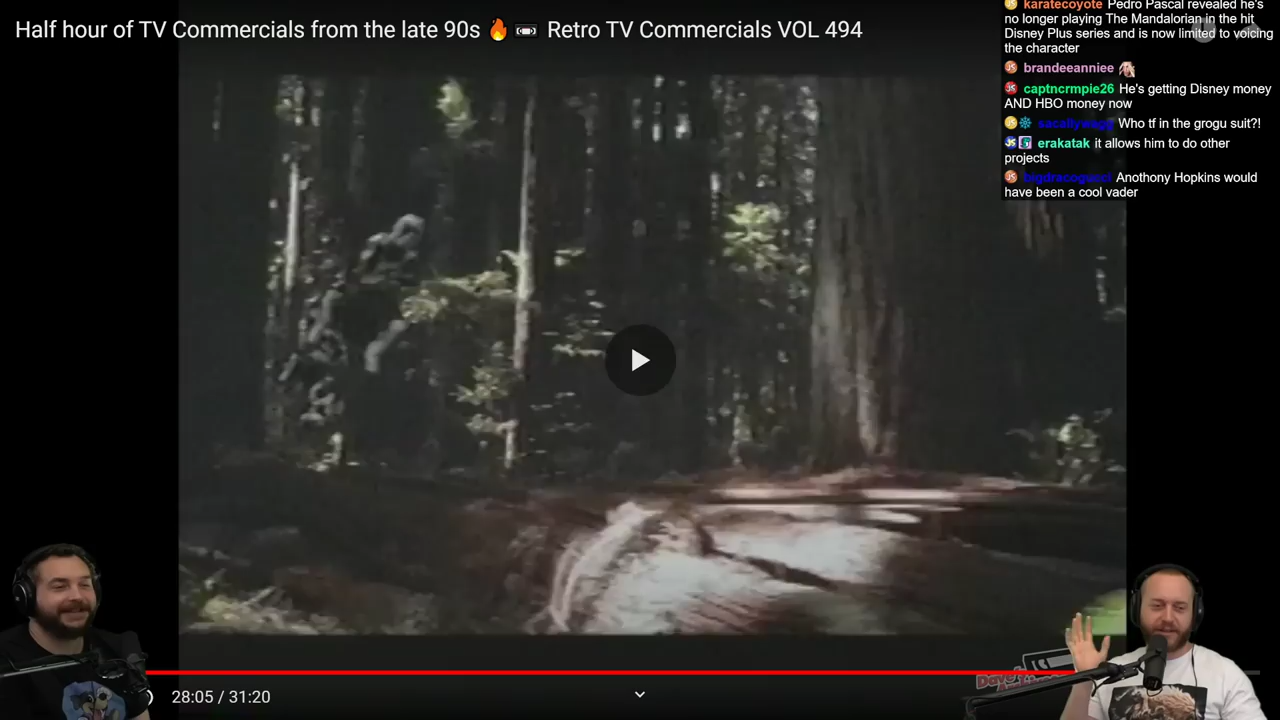 Half hour of TV Commercials from the late 90s 🔥📼 Retro TV Commercials VOL 494
karatecoyote Pedro Pascal revealed he's
no longer playing The Mandalorian in the hit
Disney Plus series and is now limited to voicing
the character
brandeeanniee
captncrmpie26 He's getting Disney money
AND HBO money now
sacallywagg Who tf in the grogu suit?!
erakatak it allows him to do other
projects
bigdracogucci Anothony Hopkins would
have been a cool vader
28:05 / 31:20